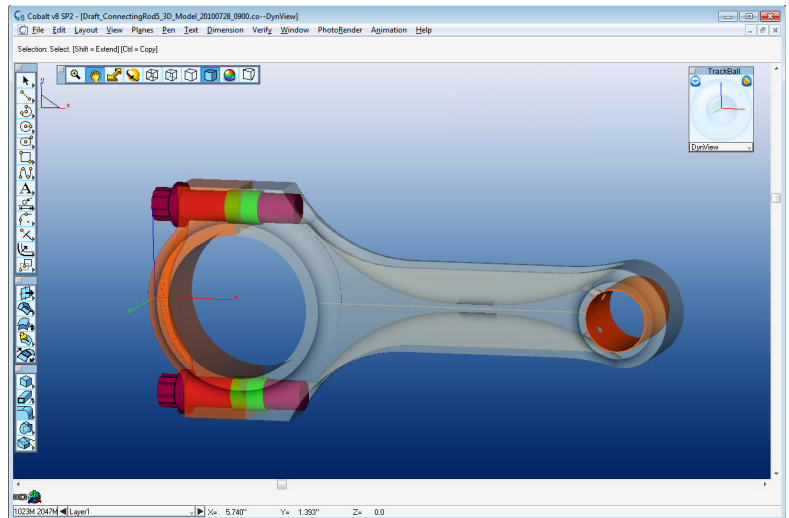 Cobalt v8 SP2 - [Draft_ConnectingRod5_3D_Model_20100728_0900.co--DynView]
File Edit Layout View Planes Pen Text Dimension Verify Window PhotoRender Animation Help
Selection: Select. [Shift = Extend] [Ctrl = Copy]
TrackBall
y
x
DynView
A
x
1023M 2047M Layer1 X= 5.740" Y= 1.393" Z= 0.0